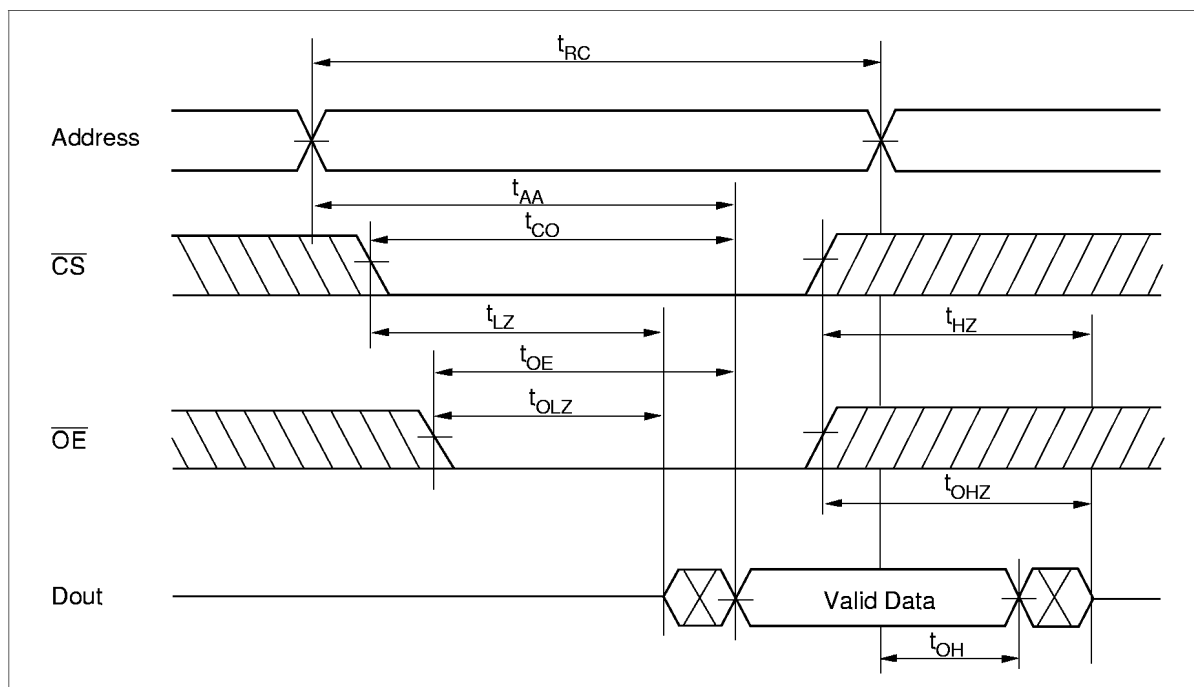 tRC
Address
tAA
tCO
CS
tLZ
tHZ
tOE
tOLZ
OE
tOHZ
Dout
Valid Data
tOH